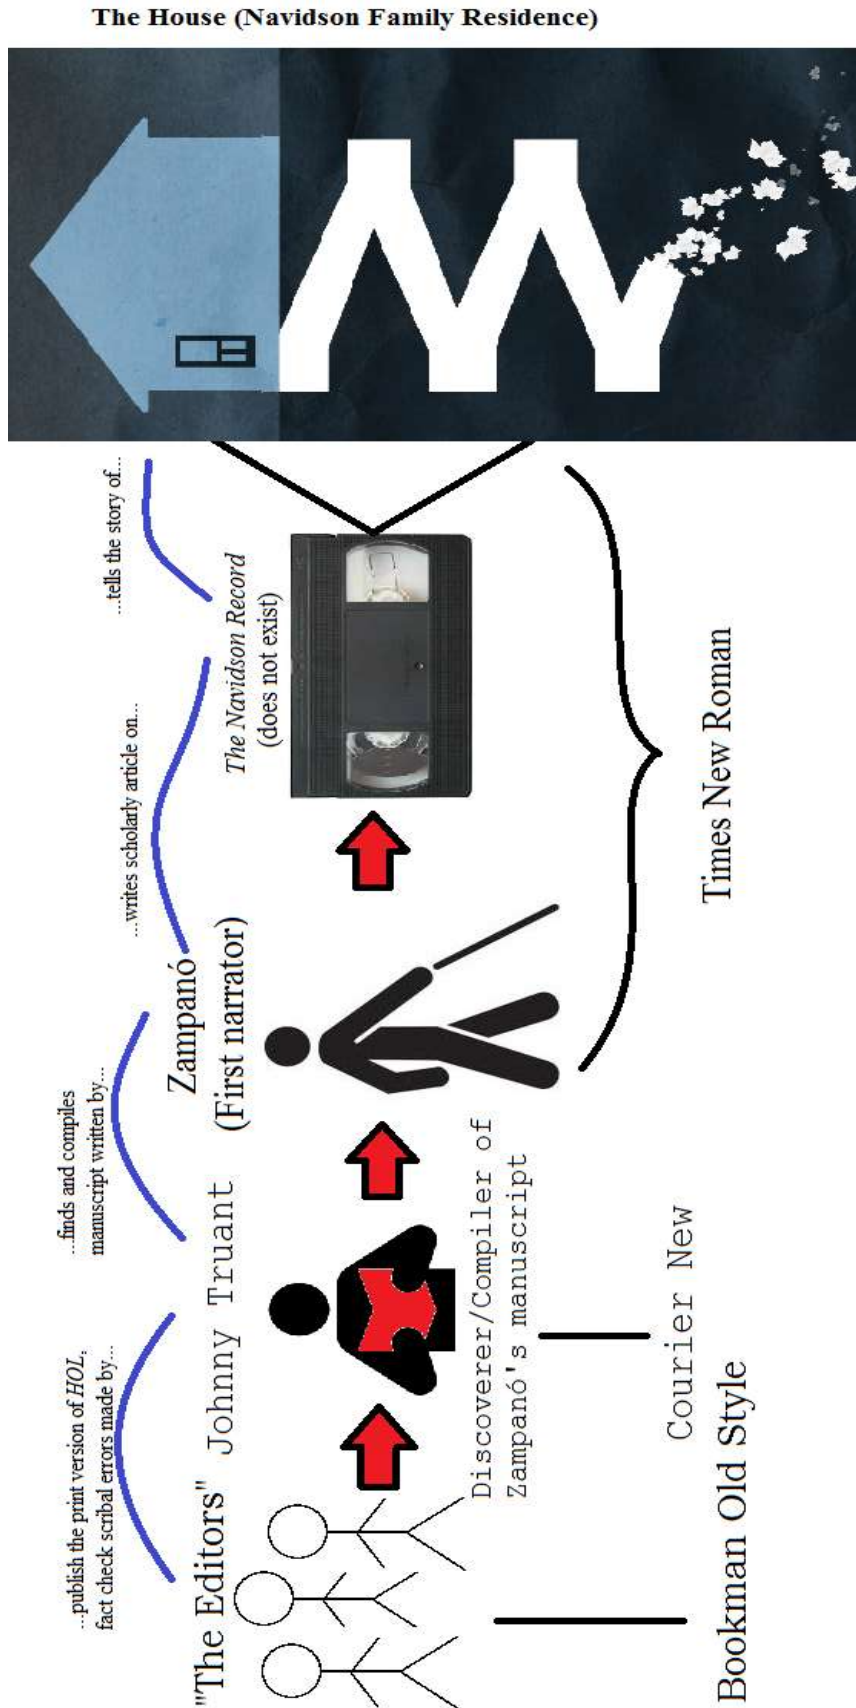 The House (Navidson Family Residence)
...publish the print version of HOL,
fact check scribal errors made by...
...finds and compiles
manuscript written by...
...writes scholarly article on...
...tells the story of...
"The Editors"
Johnny Truant
Zampanó
(First narrator)
The Navidson Record
(does not exist)
Discoverer/Compiler of
Zampanó's manuscript
Bookman Old Style
Courier New
Times New Roman